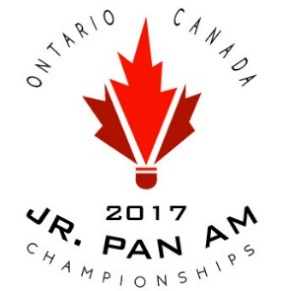 ONTARIO CANADA
2017
JR. PAN AM
CHAMPIONSHIPS